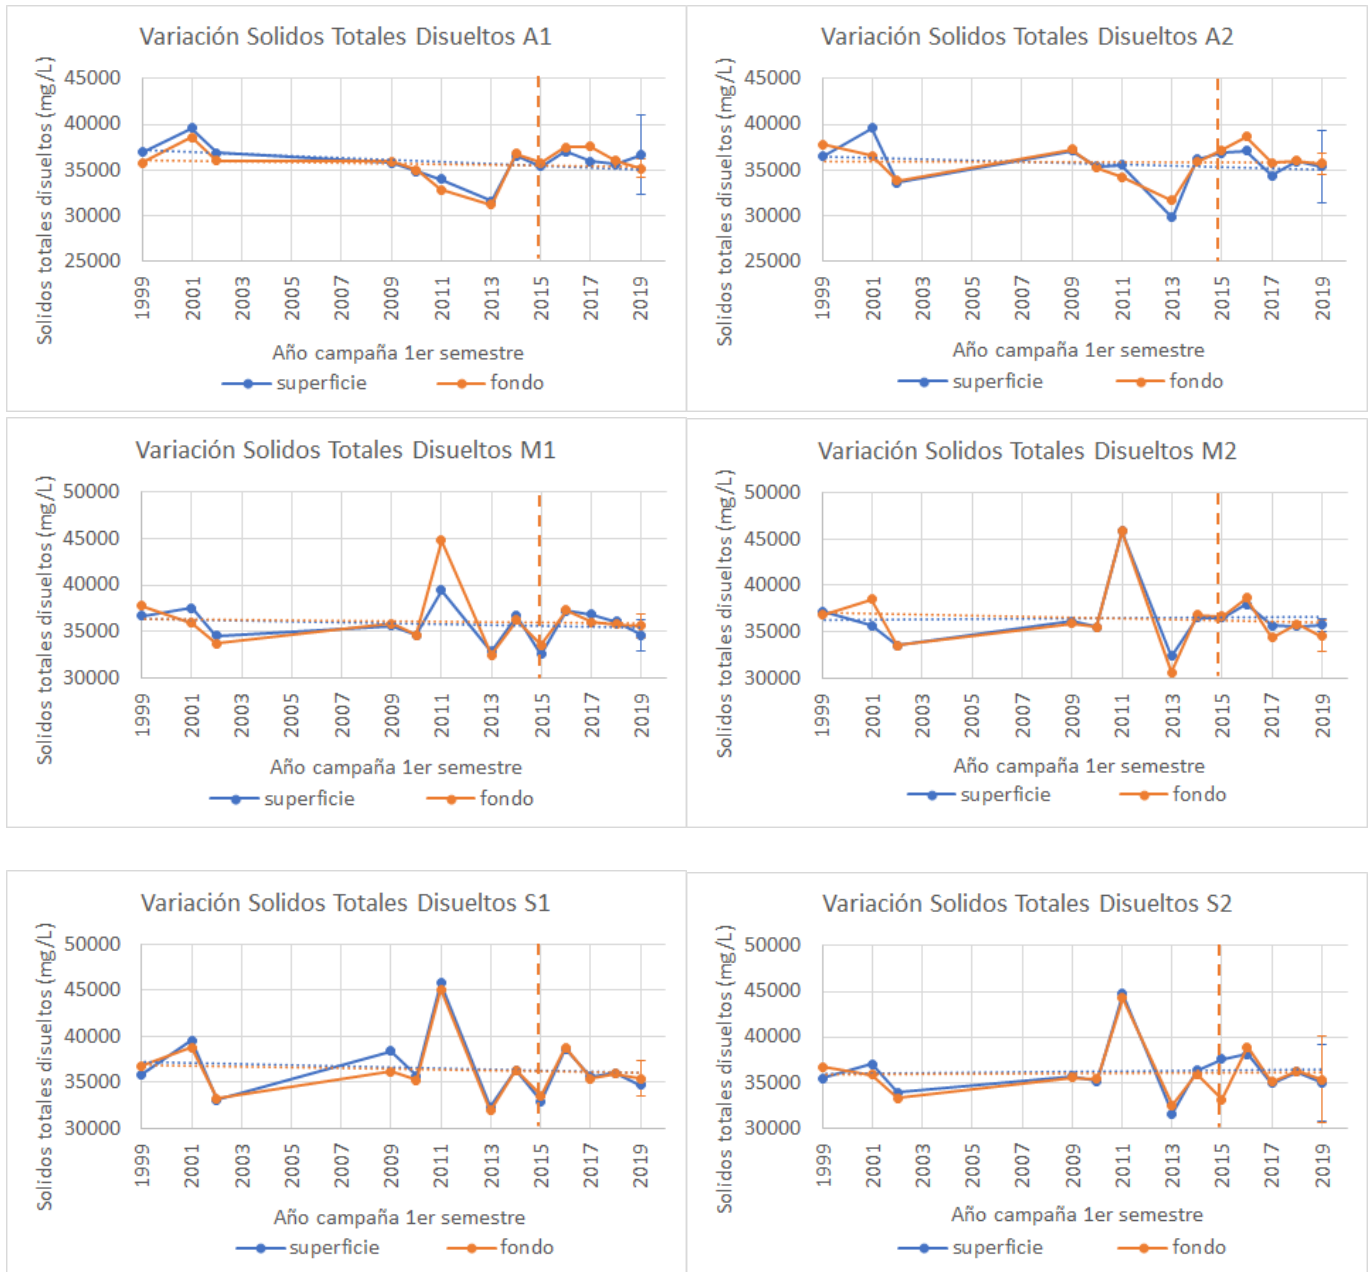 Variación Solidos Totales Disueltos A1
Solidos totales disueltos (mg/L)
45000
40000
35000
30000
25000
1999 2001 2003 2005 2007 2009 2011 2013 2015 2017 2019
Año campaña 1er semestre
superficie fondo
Variación Solidos Totales Disueltos A2
Solidos totales disueltos (mg/L)
45000
40000
35000
30000
25000
1999 2001 2003 2005 2007 2009 2011 2013 2015 2017 2019
Año campaña 1er semestre
superficie fondo
Variación Solidos Totales Disueltos M1
Solidos totales disueltos (mg/L)
50000
45000
40000
35000
30000
1999 2001 2003 2005 2007 2009 2011 2013 2015 2017 2019
Año campaña 1er semestre
superficie fondo
Variación Solidos Totales Disueltos M2
Solidos totales disueltos (mg/L)
50000
45000
40000
35000
30000
1999 2001 2003 2005 2007 2009 2011 2013 2015 2017 2019
Año campaña 1er semestre
superficie fondo
Variación Solidos Totales Disueltos S1
Solidos totales disueltos (mg/L)
50000
45000
40000
35000
30000
1999 2001 2003 2005 2007 2009 2011 2013 2015 2017 2019
Año campaña 1er semestre
superficie fondo
Variación Solidos Totales Disueltos S2
Solidos totales disueltos (mg/L)
50000
45000
40000
35000
30000
1999 2001 2003 2005 2007 2009 2011 2013 2015 2017 2019
Año campaña 1er semestre
superficie fondo